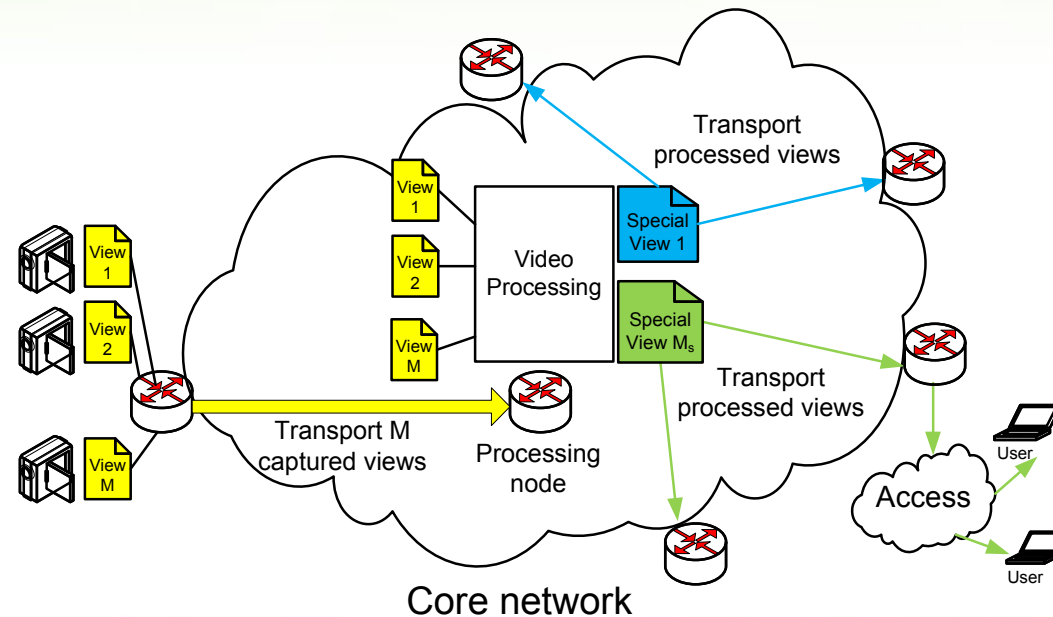 Transport
processed views
View
1
View
2
View
M
Video
Processing
Special
View 1
Special
View Ms
View
1
View
2
View
M
Transport M
captured views
Processing
node
Transport
processed views
Access
User
User
Core network